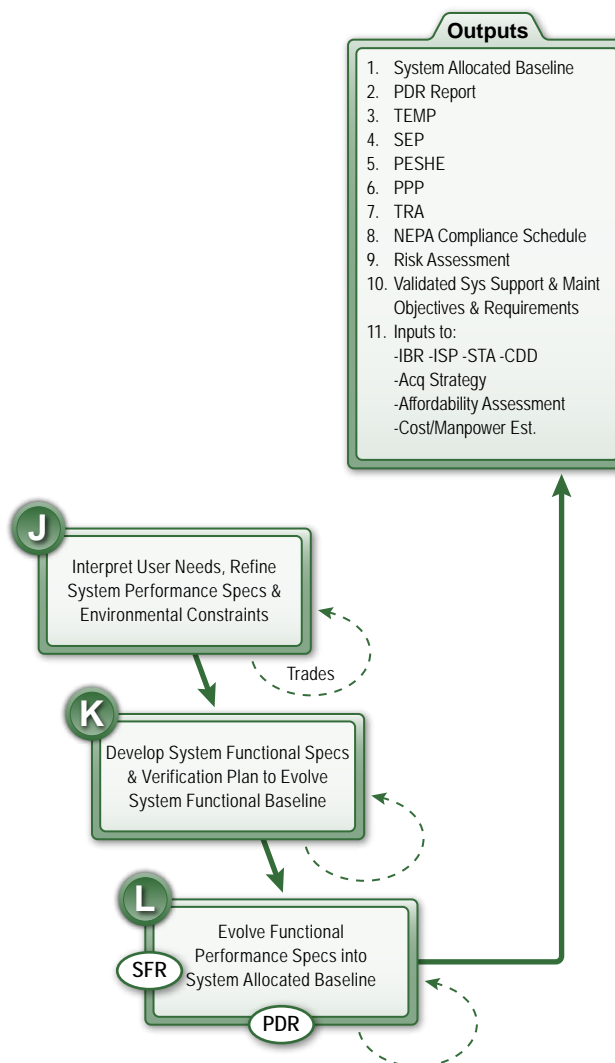 Outputs
1. System Allocated Baseline
2. PDR Report
3. TEMP
4. SEP
5. PESHE
6. PPP
7. TRA
8. NEPA Compliance Schedule
9. Risk Assessment
10. Validated Sys Support & Maint
Objectives & Requirements
11. Inputs to:
-IBR -ISP -STA -CDD
-Acq Strategy
-Affordability Assessment
-Cost/Manpower Est.
J
Interpret User Needs, Refine
System Performance Specs &
Environmental Constraints
Trades
K
Develop System Functional Specs
& Verification Plan to Evolve
System Functional Baseline
L
Evolve Functional
Performance Specs into
System Allocated Baseline
SFR
PDR